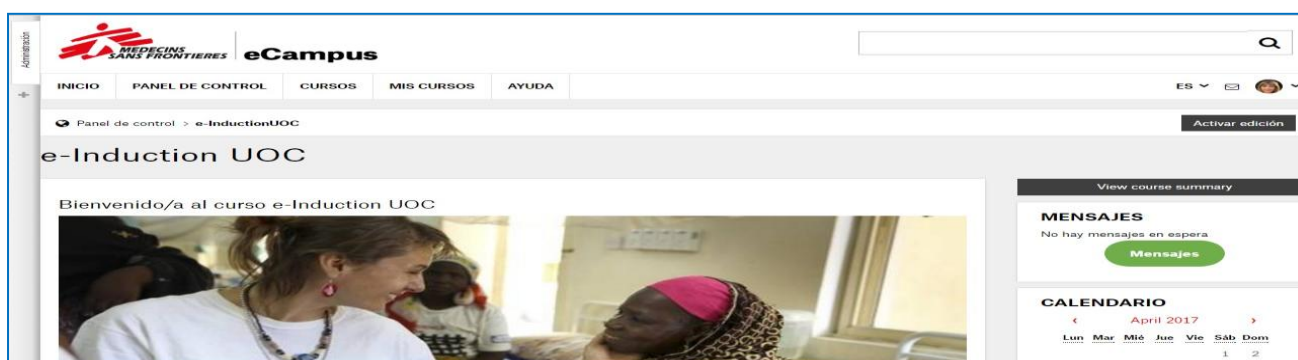 Administración
MEDECINS
SANS FRONTIERES
eCampus
INICIO PANEL DE CONTROL CURSOS MIS CURSOS AYUDA
ES
Panel de control > e-InductionUOC
Activar edición
e-Induction UOC
Bienvenido/a al curso e-Induction UOC
View course summary
MENSAJES
No hay mensajes en espera
Mensajes
CALENDARIO
April 2017
Lun Mar Mié Jue Vie Sáb Dom
1 2